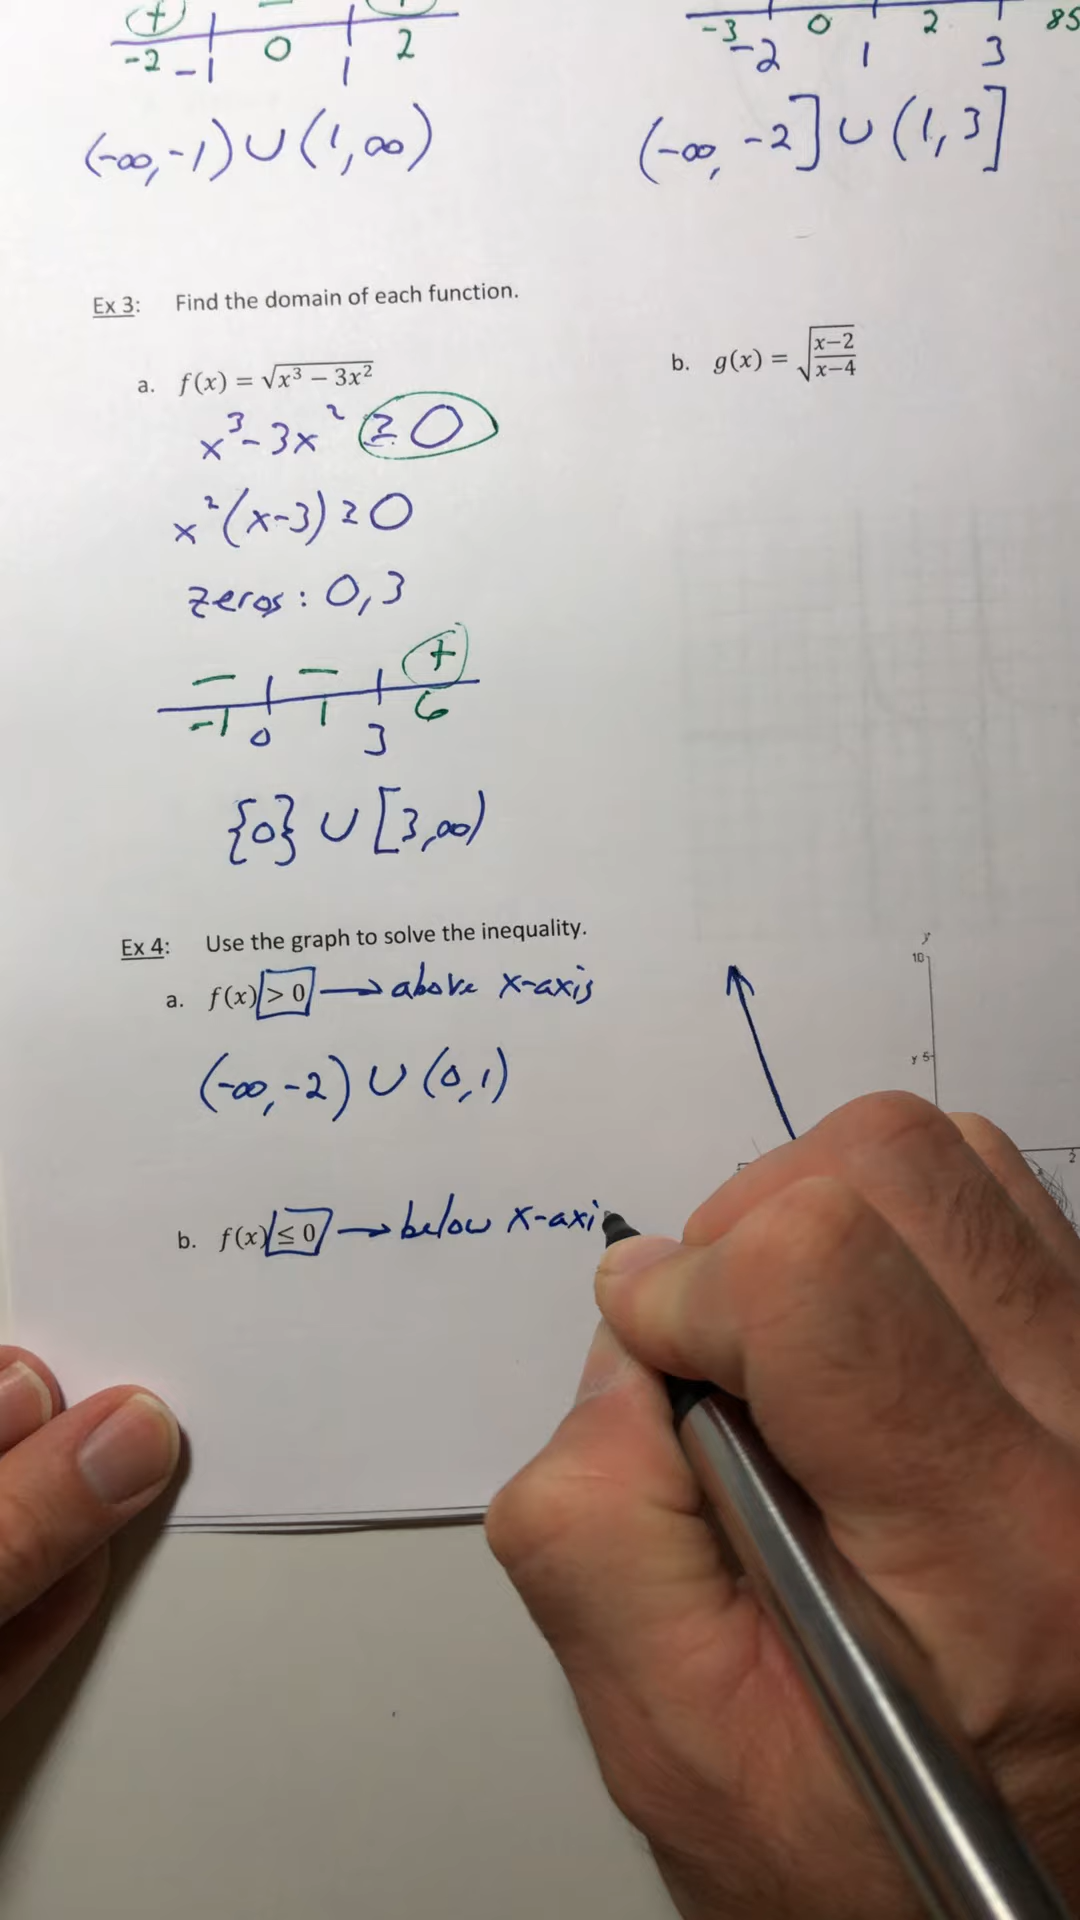 + −
-2 -1 0 1 2
-3 -2 0 1 2 3 85
(-∞, -1) ∪ (1, ∞)
(-∞, -2] ∪ (1, 3]
Ex 3: Find the domain of each function.
a. f(x) = √x³ − 3x²
b. g(x) = √x−2/x−4
x³ - 3x² ≥ 0
x²(x-3) ≥ 0
zeros: 0, 3
− − +
-1 0 1 3 6
{0} ∪ [3, ∞)
Ex 4: Use the graph to solve the inequality.
a. f(x) > 0 → above x-axis
(-∞, -2) ∪ (0, 1)
b. f(x) ≤ 0 → below x-axi
y
10
y 5
2